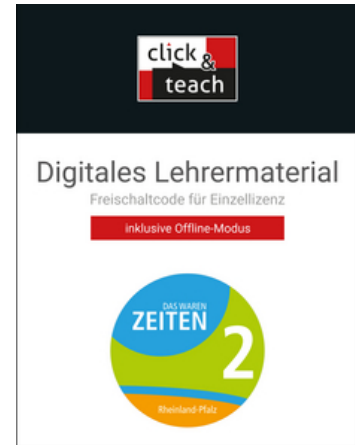 click &
teach
Digitales Lehrermaterial
Freischaltcode für Einzellizenz
inklusive Offline-Modus
DAS WAREN
ZEITEN 2
Rheinland-Pfalz